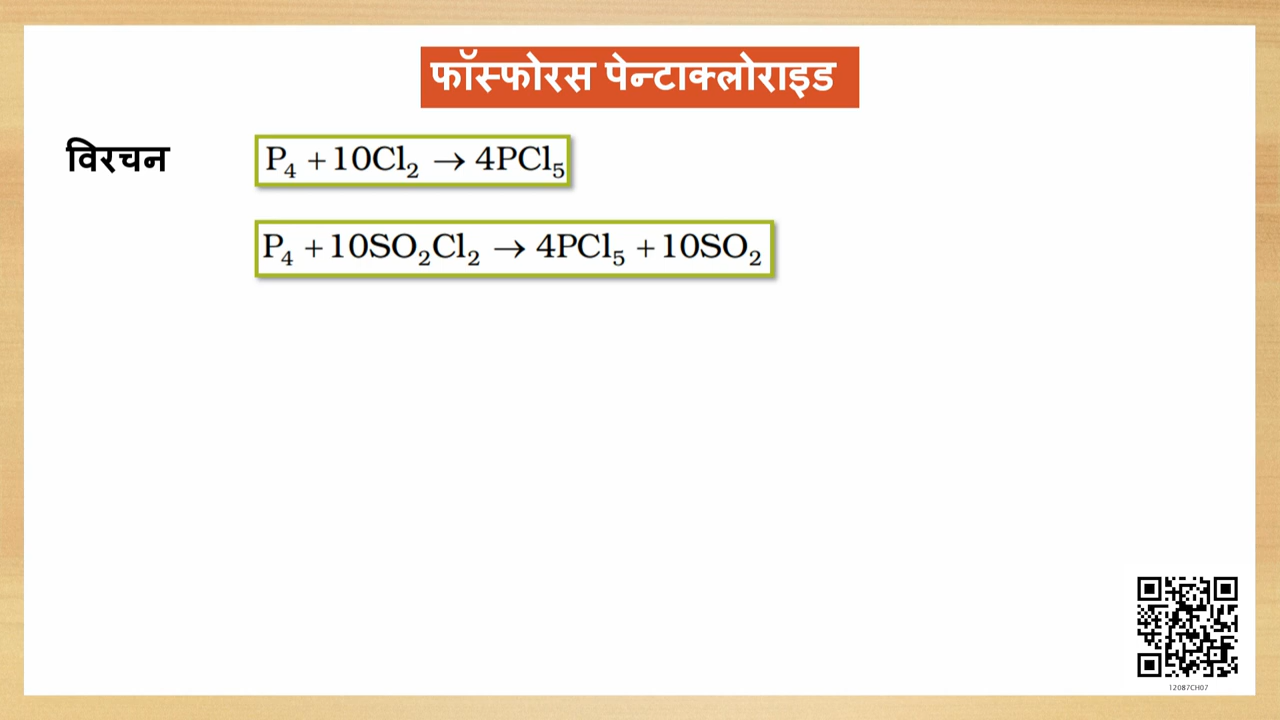 फॉस्फोरस पेन्टाक्लोराइड
विरचन P₄ + 10Cl₂ → 4PCl₅
P₄ + 10SO₂Cl₂ → 4PCl₅ + 10SO₂
12087CH07